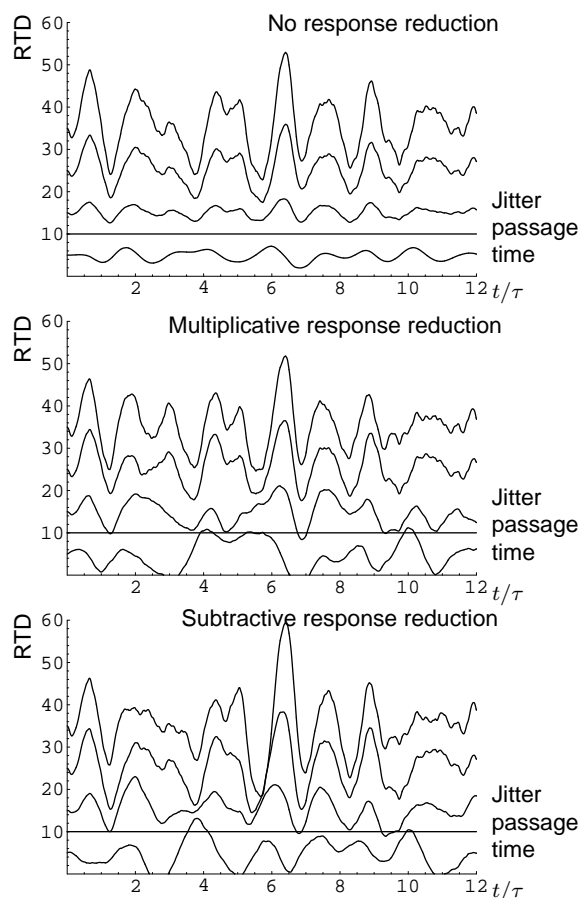 No response reduction
RTD
60
50
40
30
20
10
Jitter
passage
time
2
4
6
8
10
12
t/τ
Multiplicative response reduction
RTD
60
50
40
30
20
10
Jitter
passage
time
2
4
6
8
10
12
t/τ
Subtractive response reduction
RTD
60
50
40
30
20
10
Jitter
passage
time
2
4
6
8
10
12
t/τ